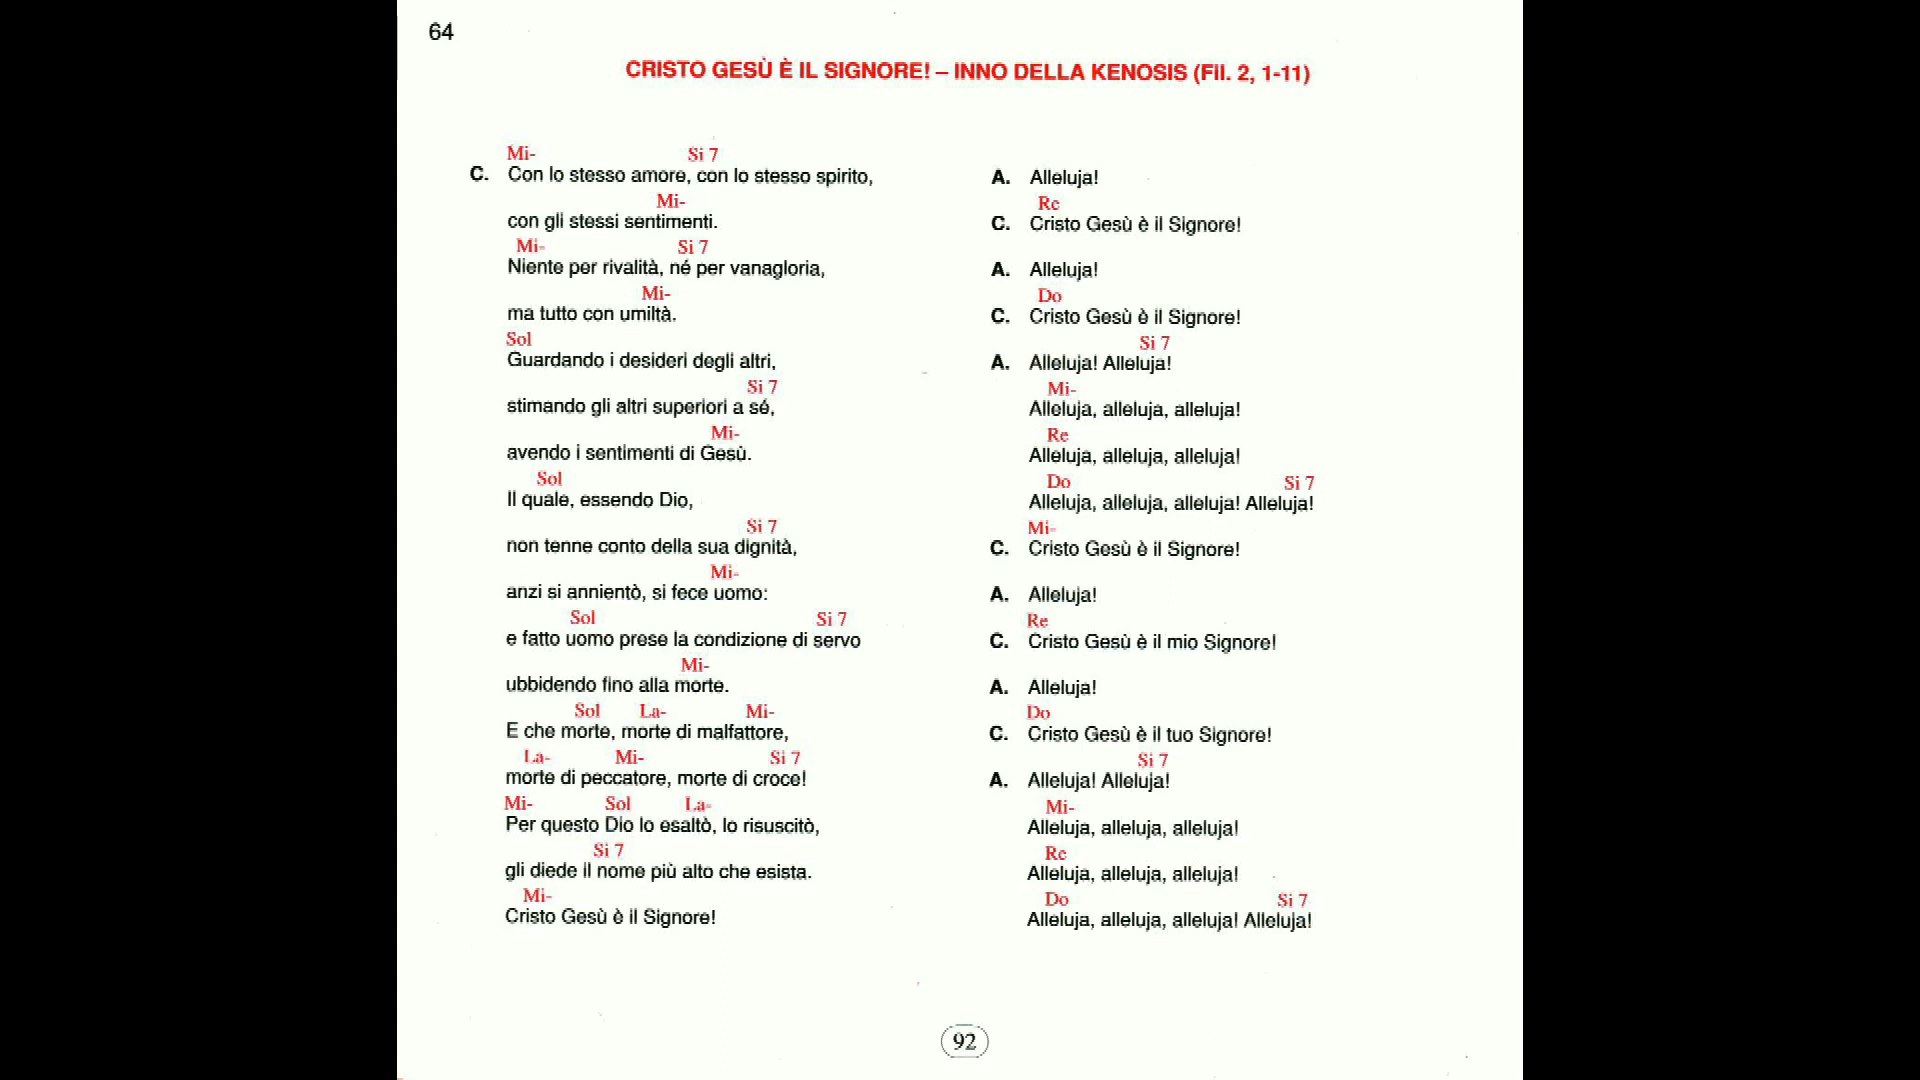 64
CRISTO GESÙ È IL SIGNORE! – INNO DELLA KENOSIS (Fil. 2, 1-11)
Mi- Si 7
C. Con lo stesso amore, con lo stesso spirito,
Mi-
con gli stessi sentimenti.
Mi- Si 7
Niente per rivalità, né per vanagloria,
Mi-
ma tutto con umiltà.
Sol
Guardando i desideri degli altri,
Si 7
stimando gli altri superiori a sé,
Mi-
avendo i sentimenti di Gesù.
Sol
Il quale, essendo Dio,
Si 7
non tenne conto della sua dignità,
Mi-
anzi si annientò, si fece uomo:
Sol Si 7
e fatto uomo prese la condizione di servo
Mi-
ubbidendo fino alla morte.
Sol La- Mi-
E che morte, morte di malfattore,
La- Mi- Si 7
morte di peccatore, morte di croce!
Mi- Sol La-
Per questo Dio lo esaltò, lo risuscitò,
Si 7
gli diede il nome più alto che esista.
Mi-
Cristo Gesù è il Signore!
A. Alleluja!
Re
C. Cristo Gesù è il Signore!
A. Alleluja!
Do
C. Cristo Gesù è il Signore!
Si 7
A. Alleluja! Alleluja!
Mi-
Alleluja, alleluja, alleluja!
Re
Alleluja, alleluja, alleluja!
Do Si 7
Alleluja, alleluja, alleluja! Alleluja!
Mi-
C. Cristo Gesù è il Signore!
A. Alleluja!
Re
C. Cristo Gesù è il mio Signore!
A. Alleluja!
Do
C. Cristo Gesù è il tuo Signore!
Si 7
A. Alleluja! Alleluja!
Mi-
Alleluja, alleluja, alleluja!
Re
Alleluja, alleluja, alleluja!
Do Si 7
Alleluja, alleluja, alleluja! Alleluja!
92